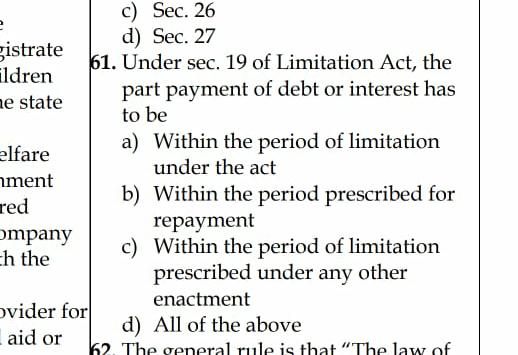 gistrate
ildren
state
c) Sec. 26
d) Sec. 27
61. Under sec. 19 of Limitation Act, the
part payment of debt or interest has
to be
a) Within the period of limitation
under the act
b) Within the period prescribed for
repayment
c) Within the period of limitation
prescribed under any other
enactment
d) All of the above
62. The general rule is that “The law of
elfare
nment
red
ompany
h the
ovider for
aid or